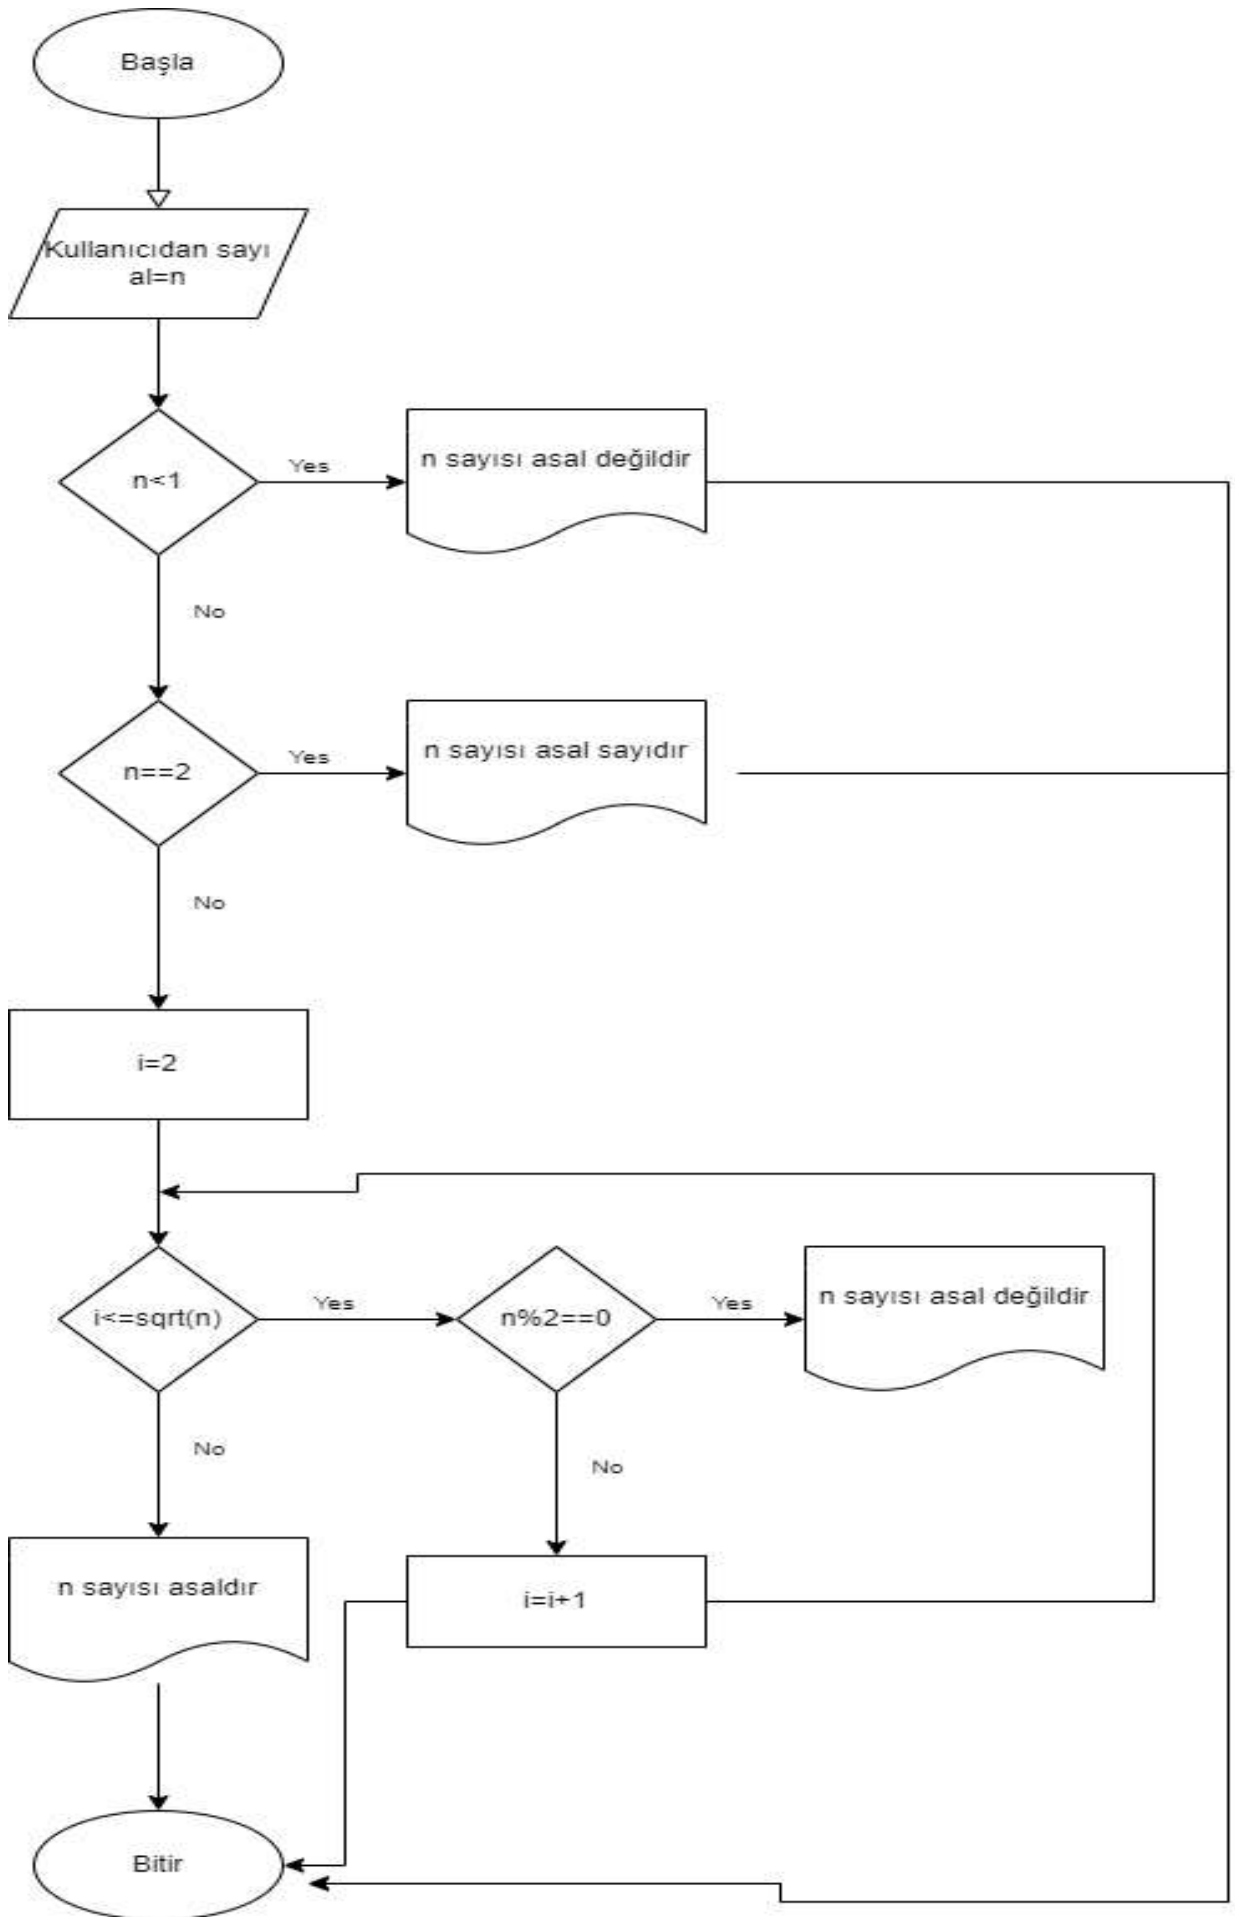 Başla
Kullanıcıdan sayı
al=n
n<1
Yes
n sayısı asal değildir
No
n==2
Yes
n sayısı asal sayıdır
No
i=2
i<=sqrt(n)
Yes
n%2==0
Yes
n sayısı asal değildir
No
No
n sayısı asaldır
i=i+1
Bitir